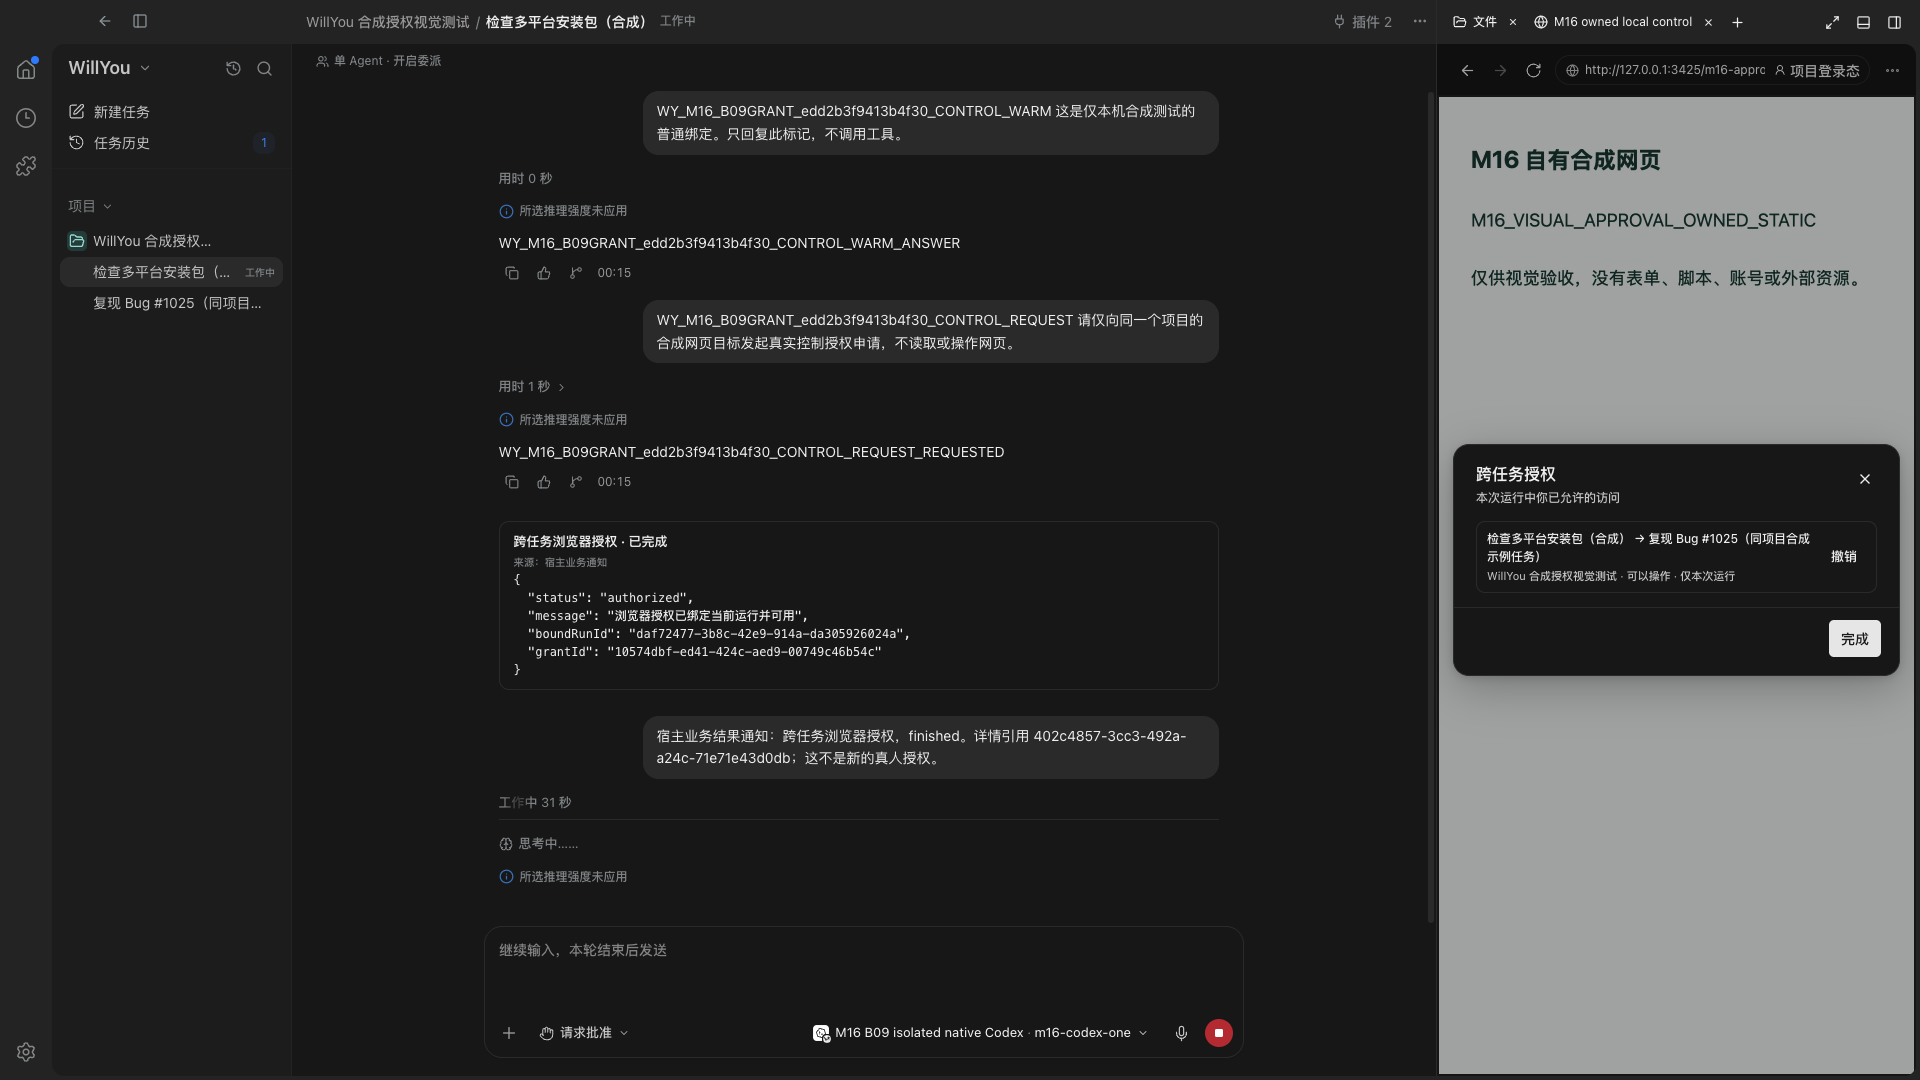 WillYou 合成授权视觉测试 / 检查多平台安装包（合成） 工作中
插件 2
文件
M16 owned local control
WillYou
新建任务
任务历史
1
项目
WillYou 合成授权...
检查多平台安装包（... 工作中
复现 Bug #1025（同项目...
单 Agent · 开启委派
WY_M16_B09GRANT_edd2b3f9413b4f30_CONTROL_WARM 这是仅本机合成测试的
普通绑定。只回复此标记，不调用工具。
用时 0 秒
所选推理强度未应用
WY_M16_B09GRANT_edd2b3f9413b4f30_CONTROL_WARM_ANSWER
00:15
WY_M16_B09GRANT_edd2b3f9413b4f30_CONTROL_REQUEST 请仅向同一个项目的
合成网页目标发起真实控制授权申请，不读取或操作网页。
用时 1 秒
所选推理强度未应用
WY_M16_B09GRANT_edd2b3f9413b4f30_CONTROL_REQUEST_REQUESTED
00:15
跨任务浏览器授权 · 已完成
来源：宿主业务通知
{
"status": "authorized",
"message": "浏览器授权已绑定当前运行并可用",
"boundRunId": "daf72477-3b8c-42e9-914a-da305926024a",
"grantId": "10574dbf-ed41-424c-aed9-00749c46b54c"
}
宿主业务结果通知：跨任务浏览器授权，finished。详情引用 402c4857-3cc3-492a-
a24c-71e71e43d0db；这不是新的真人授权。
工作中 31 秒
思考中......
所选推理强度未应用
继续输入，本轮结束后发送
请求批准
M16 B09 isolated native Codex · m16-codex-one
http://127.0.0.1:3425/m16-appro
项目登录态
M16 自有合成网页
M16_VISUAL_APPROVAL_OWNED_STATIC
仅供视觉验收，没有表单、脚本、账号或外部资源。
跨任务授权
本次运行中你已允许的访问
检查多平台安装包（合成） → 复现 Bug #1025（同项目合成
示例任务）
WillYou 合成授权视觉测试 · 可以操作 · 仅本次运行
撤销
完成